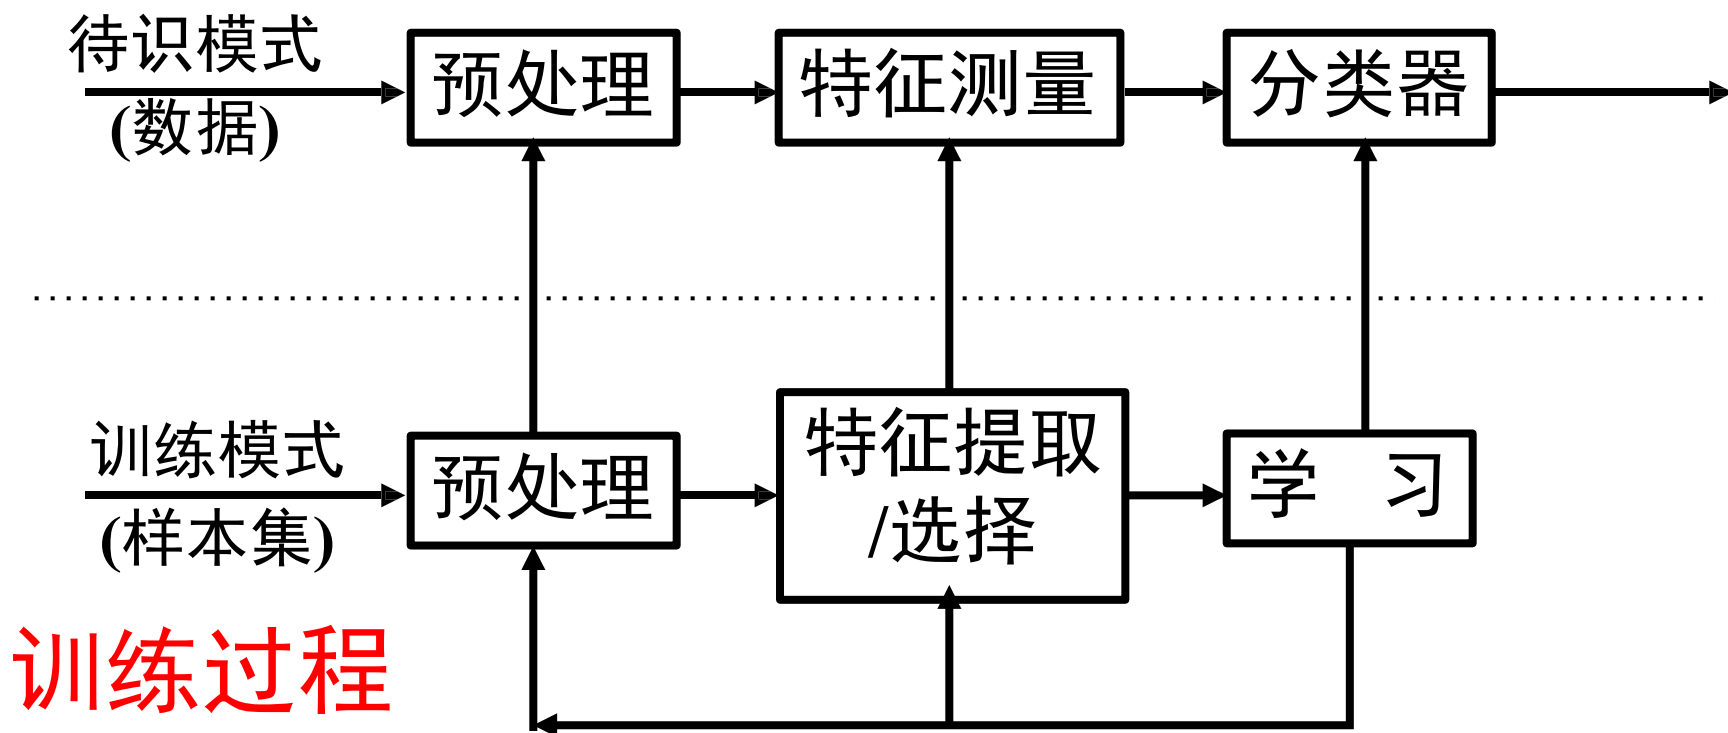 待识模式
(数据)
预处理
特征测量
分类器
训练模式
(样本集)
预处理
特征提取
/选择
学 习
训练过程